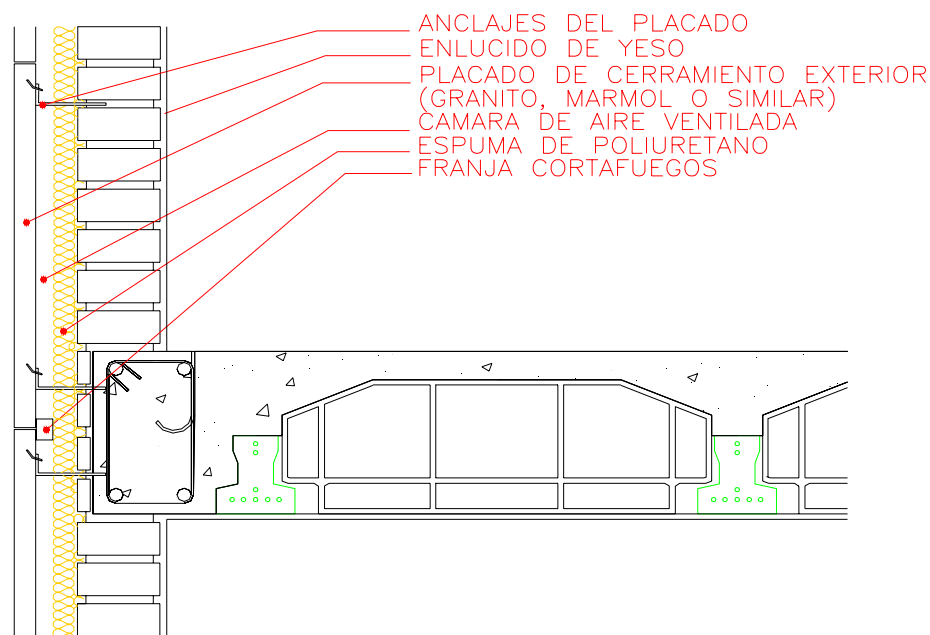 ANCLAJES DEL PLACADO
ENLUCIDO DE YESO
PLACADO DE CERRAMIENTO EXTERIOR
(GRANITO, MARMOL O SIMILAR)
CAMARA DE AIRE VENTILADA
ESPUMA DE POLIURETANO
FRANJA CORTAFUEGOS